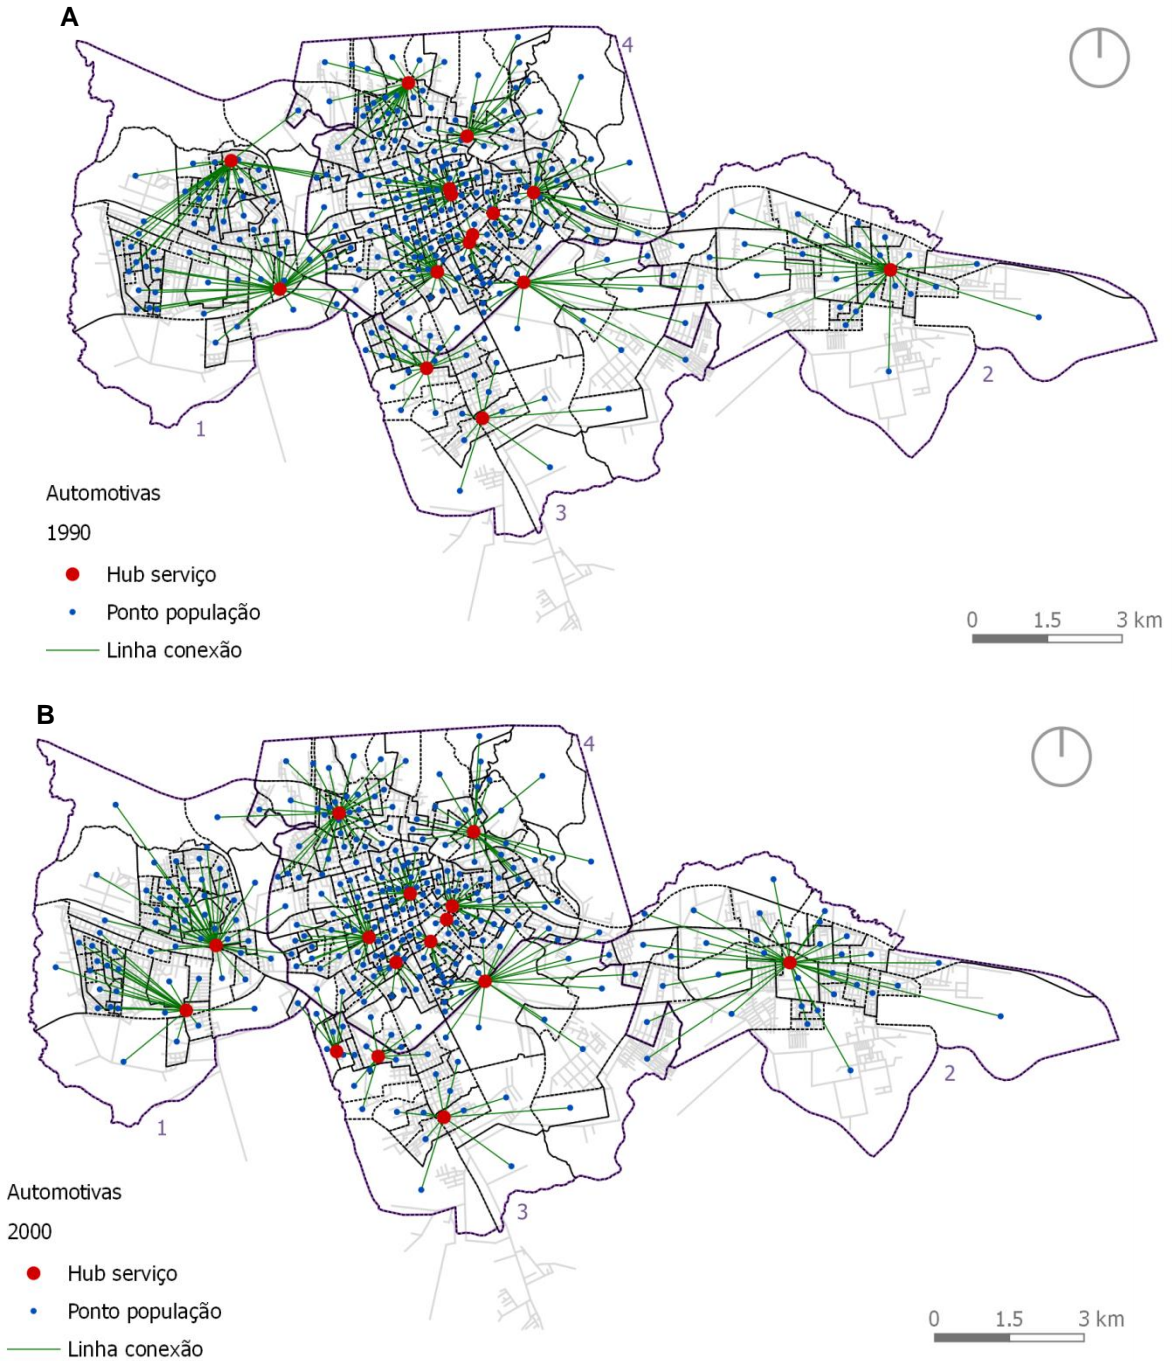 A
4
2
1
3
Automotivas
1990
Hub serviço
Ponto população
Linha conexão
0 1.5 3 km
B
4
2
1
3
Automotivas
2000
Hub serviço
Ponto população
Linha conexão
0 1.5 3 km